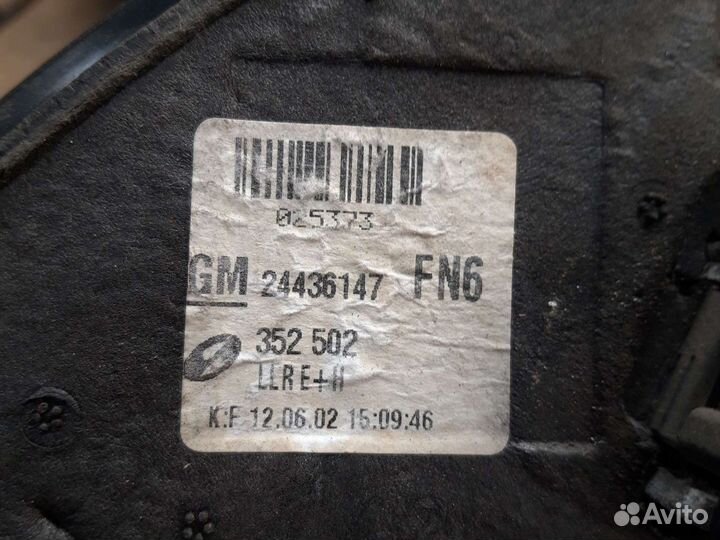 025373
GM 24436147 FN6
352 502
LLR E+H
K:F 12.06.02 15:09:46
Avito